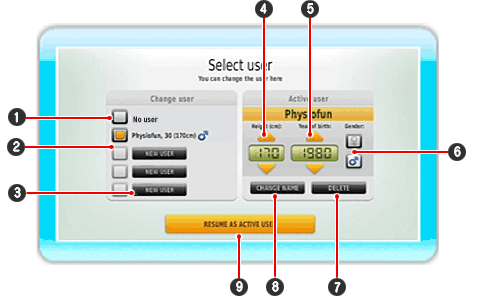 4 5
Select user
You can change the user here
Change user
Active user
Physiofun
1
No user
Height (cm): Year of birth: Gender:
Physiofun, 30 (170cm)
2
NEW USER
170 1980
6
NEW USER
3
NEW USER
CHANGE NAME DELETE
RESUME AS ACTIVE USER
9 8 7